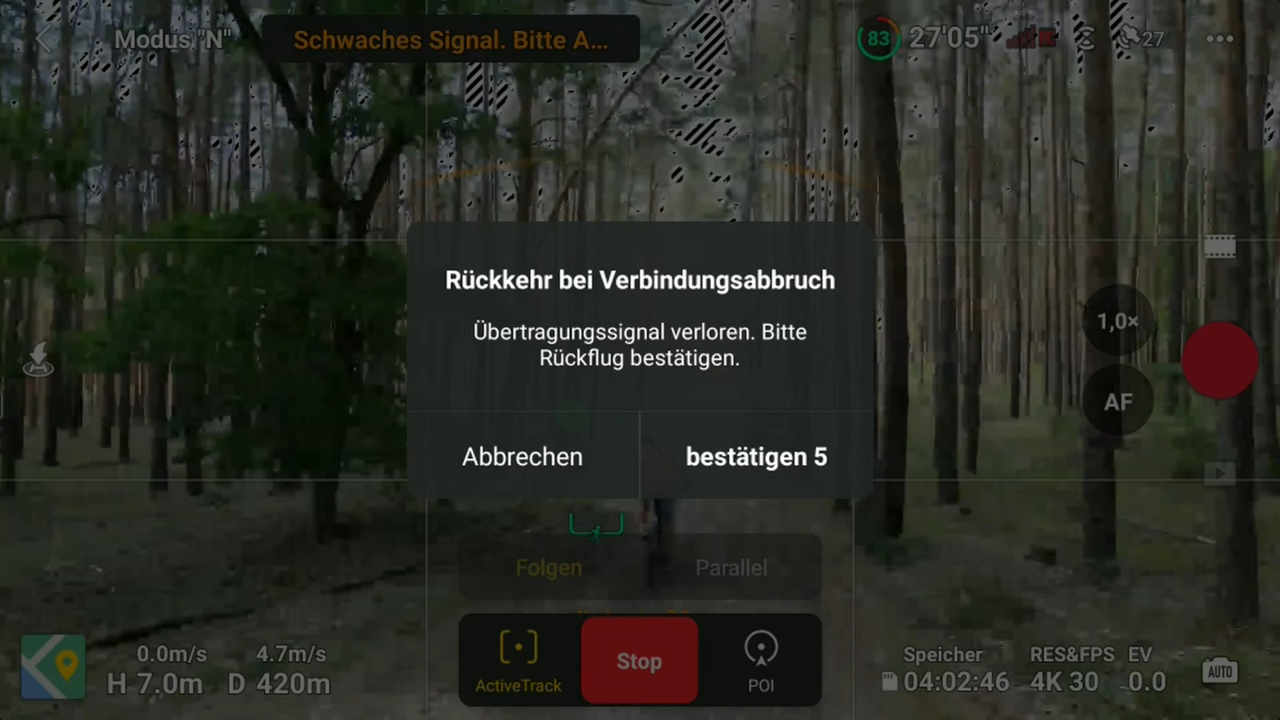 Modus "N"
Schwaches Signal. Bitte A...
83
27'05"
27
Rückkehr bei Verbindungsabbruch
Übertragungssignal verloren. Bitte
Rückflug bestätigen.
Abbrechen
bestätigen 5
1,0×
AF
Folgen
Parallel
0.0m/s
4.7m/s
H 7.0m
D 420m
ActiveTrack
Stop
POI
Speicher
RES&FPS
EV
04:02:46
4K 30
0.0
AUTO